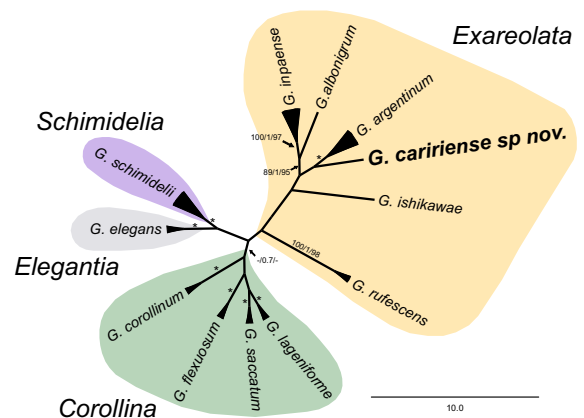 Exareolata
G. inpaense
G.albonigrum
G. argentinum
G. caririense sp nov.
100/1/97
89/1/95
*
G. ishikawae
100/1/98
G. rufescens
Schimidelia
G. schimidelii
*
*
G. elegans
*
Elegantia
-/0.7/-
G. corollinum
*
G. flexuosum
*
G. saccatum
*
G. lageniforme
*
Corollina
10.0